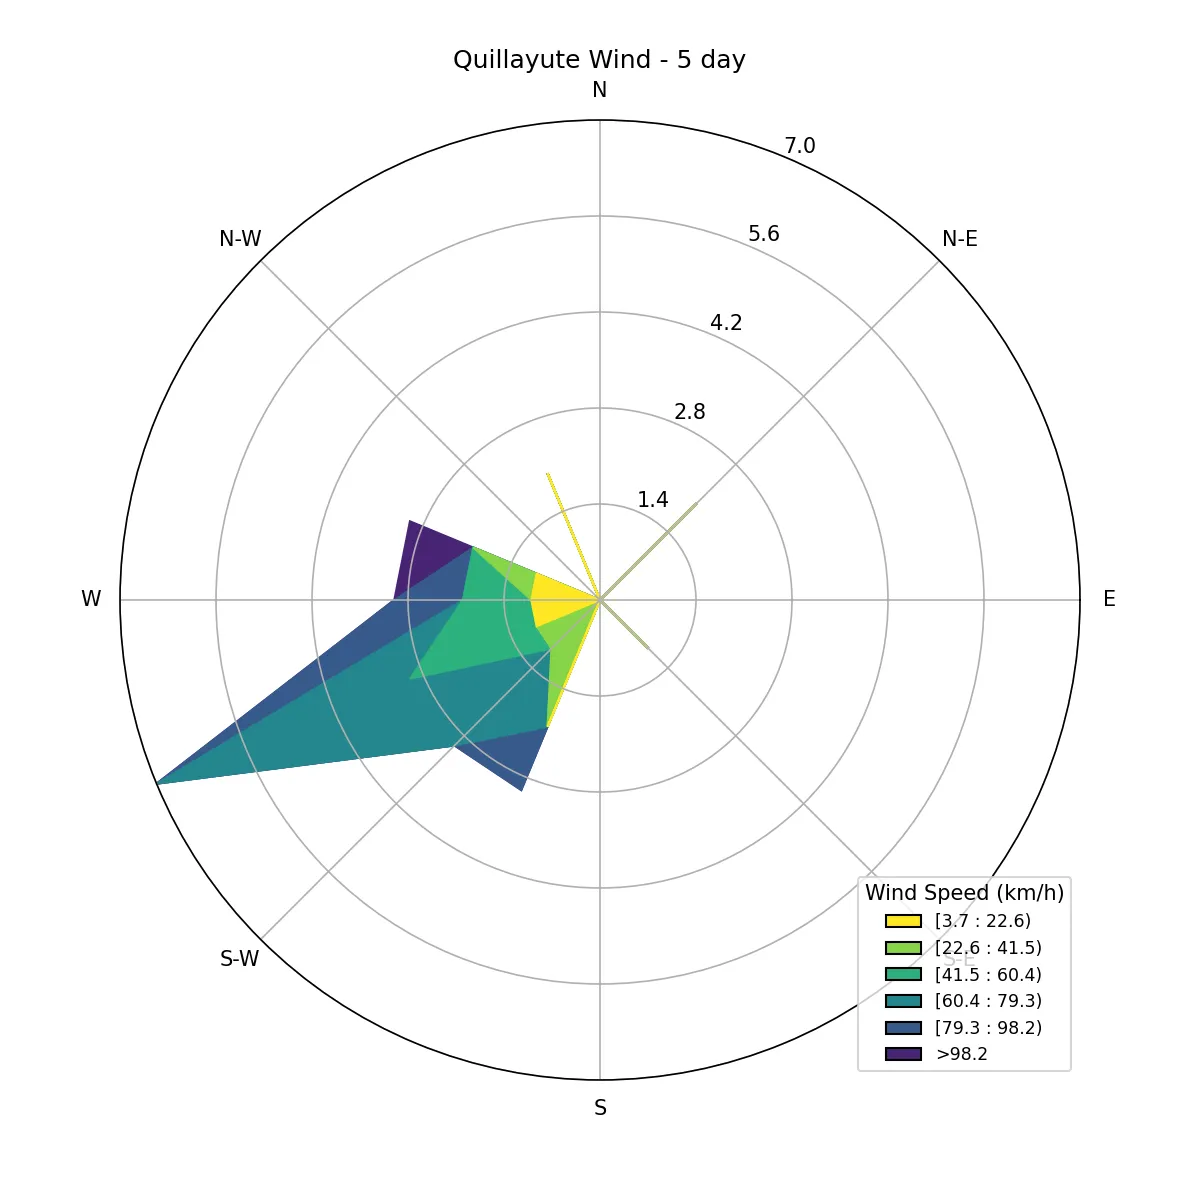 Quillayute Wind - 5 day
N
7.0
N-W
5.6
N-E
4.2
2.8
1.4
W
E
Wind Speed (km/h)
[3.7 : 22.6)
[22.6 : 41.5)
S-W
S-E
[41.5 : 60.4)
[60.4 : 79.3)
[79.3 : 98.2)
>98.2
S